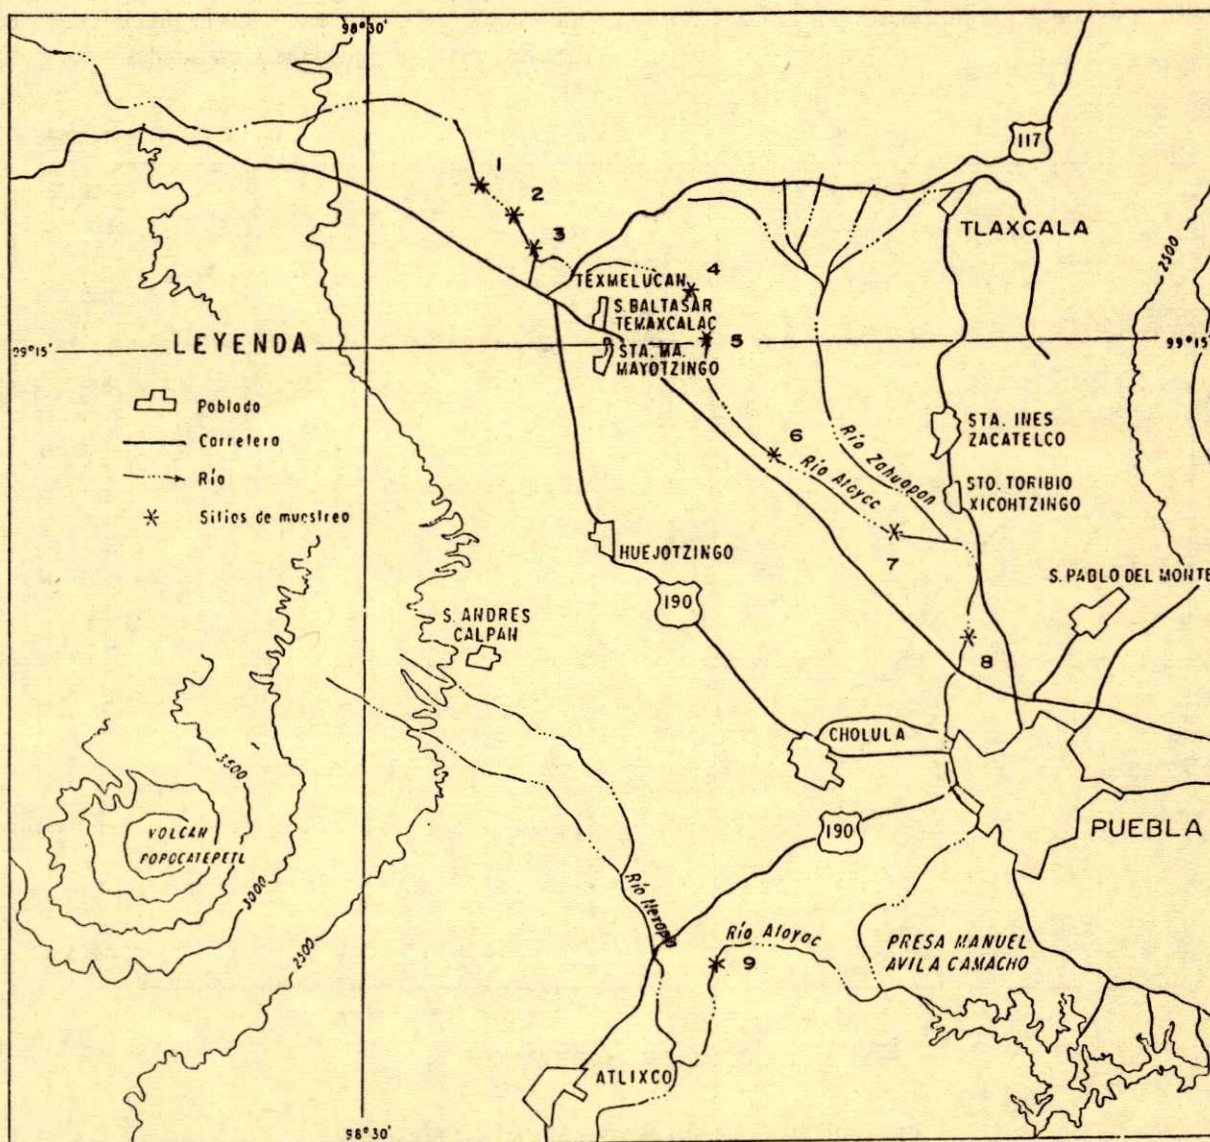 98°30'
117
1
2
3
TLAXCALA
2500
TEXMELUCAN
4
S. BALTASAR
TEMAXCALAC
LEYENDA
99°15'
5
99°15'
STA. MA.
MAYOTZINGO
Poblado
Carretera
Río
Sitios de muestreo
6
Río Zahuapan
Río Atoyac
STA. INES
ZACATELCO
STO. TORIBIO
XICOHTZINGO
7
HUEJOTZINGO
190
S. PABLO DEL MONTE
S. ANDRES
CALPAN
8
CHOLULA
3500
VOLCAN
POPOCATEPETL
190
PUEBLA
3000
2500
Río Nexapa
Río Atoyac
9
PRESA MANUEL
AVILA CAMACHO
ATLIXCO
98°30'